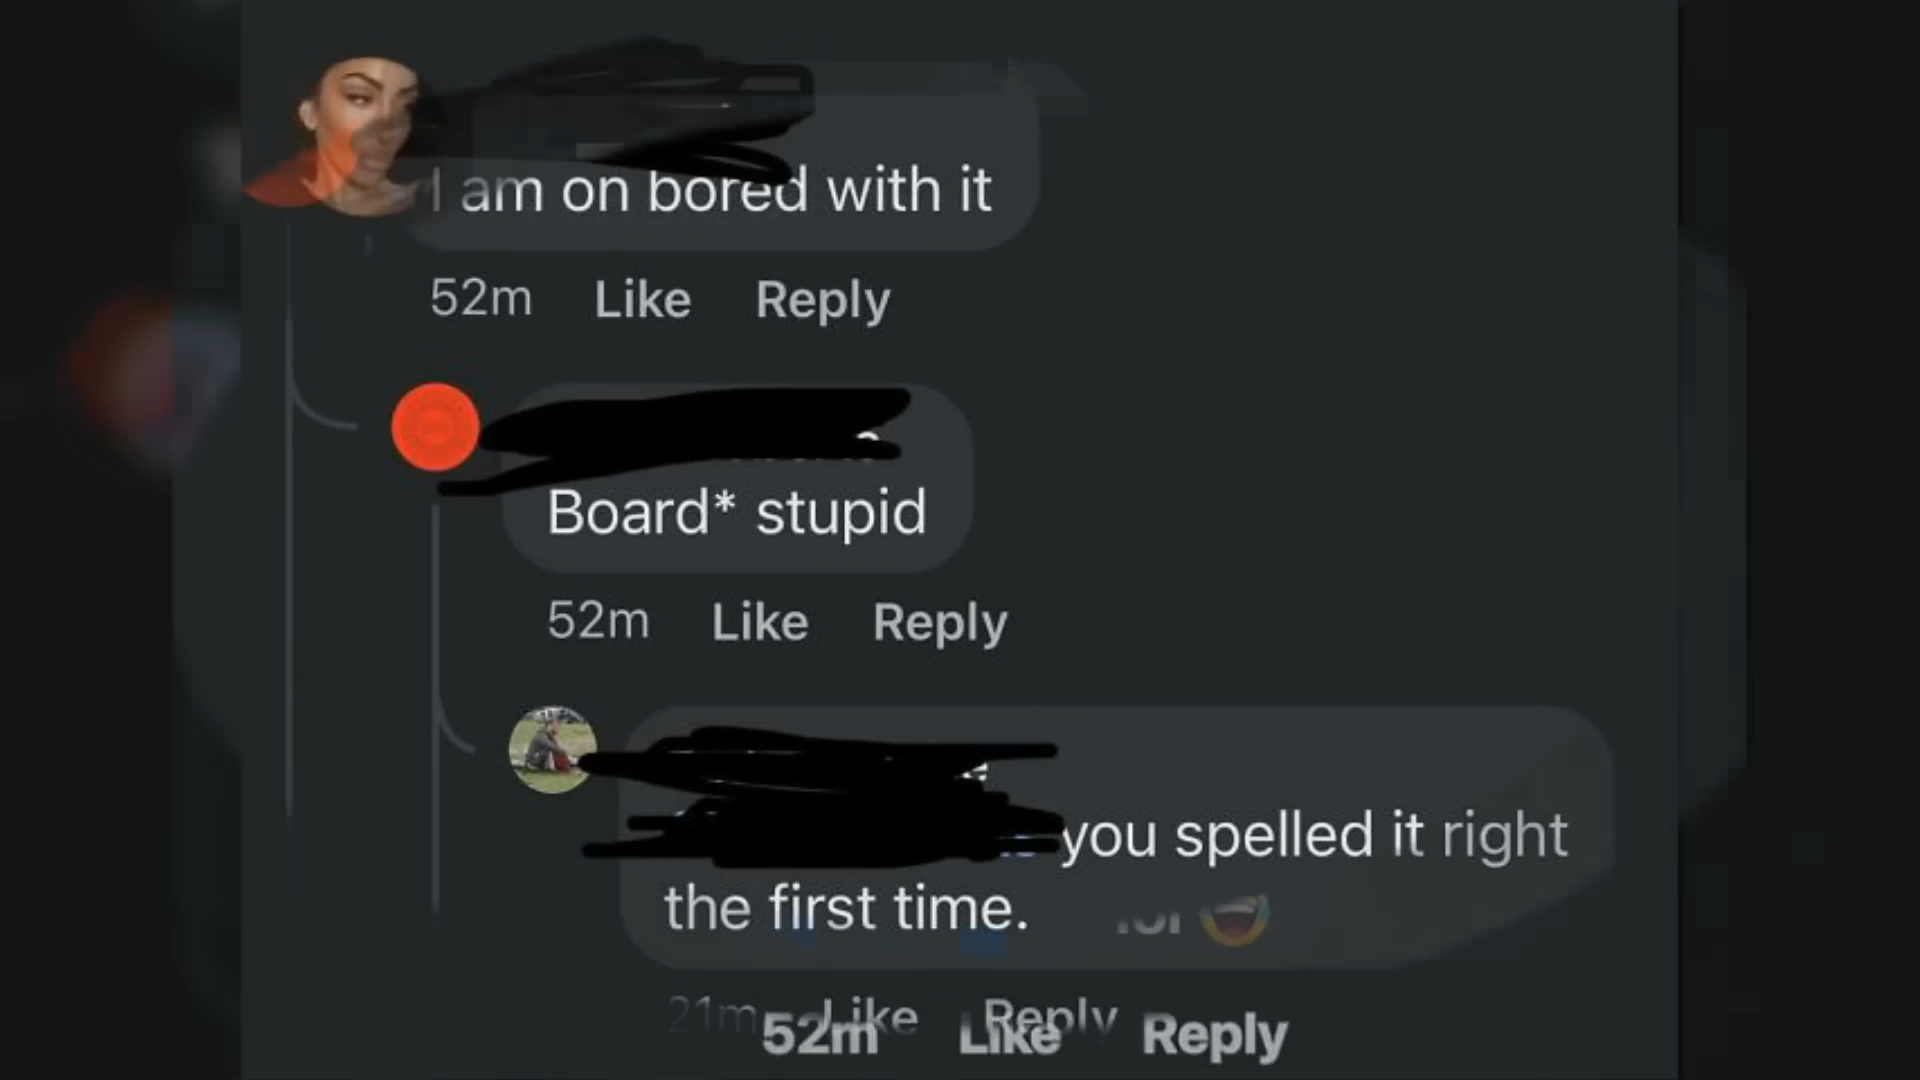 I am on bored with it
52m Like Reply
Board* stupid
52m Like Reply
you spelled it right
the first time.
21m Like Reply
52m Like Reply